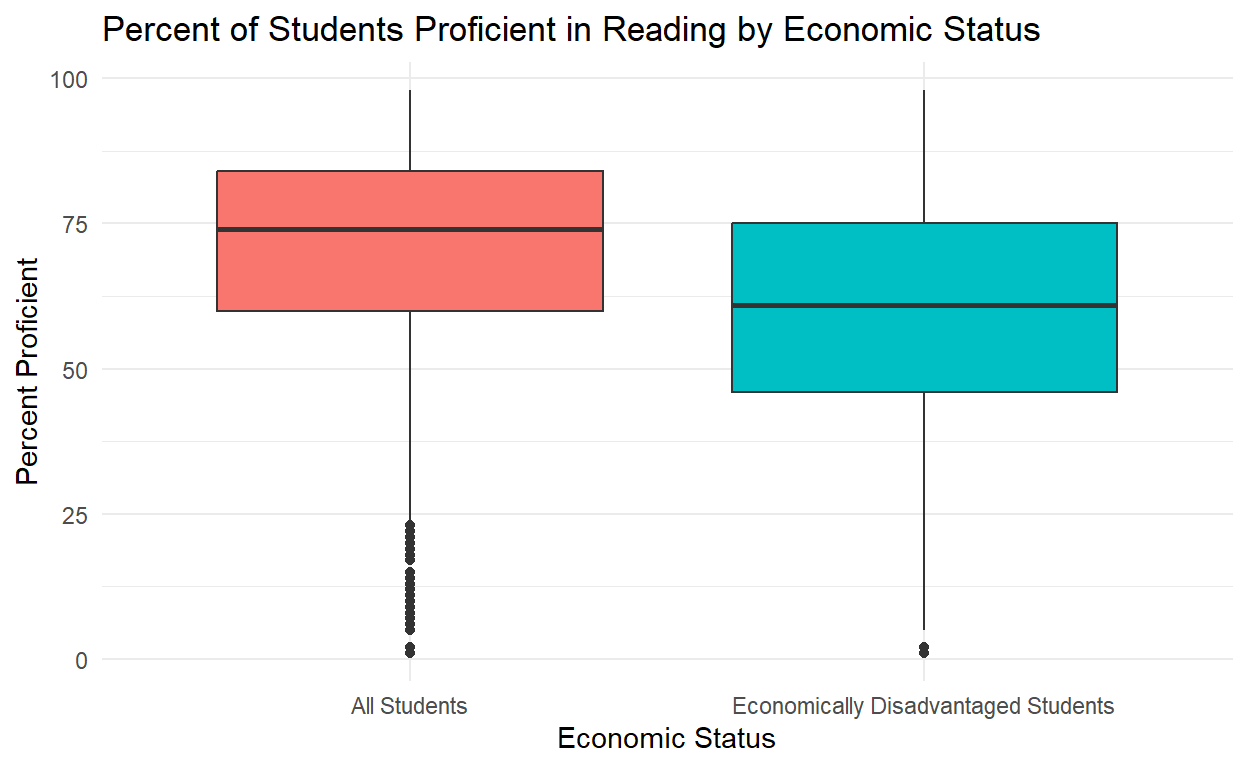 Percent of Students Proficient in Reading by Economic Status
100
75
50
25
0
Percent Proficient
All Students
Economically Disadvantaged Students
Economic Status